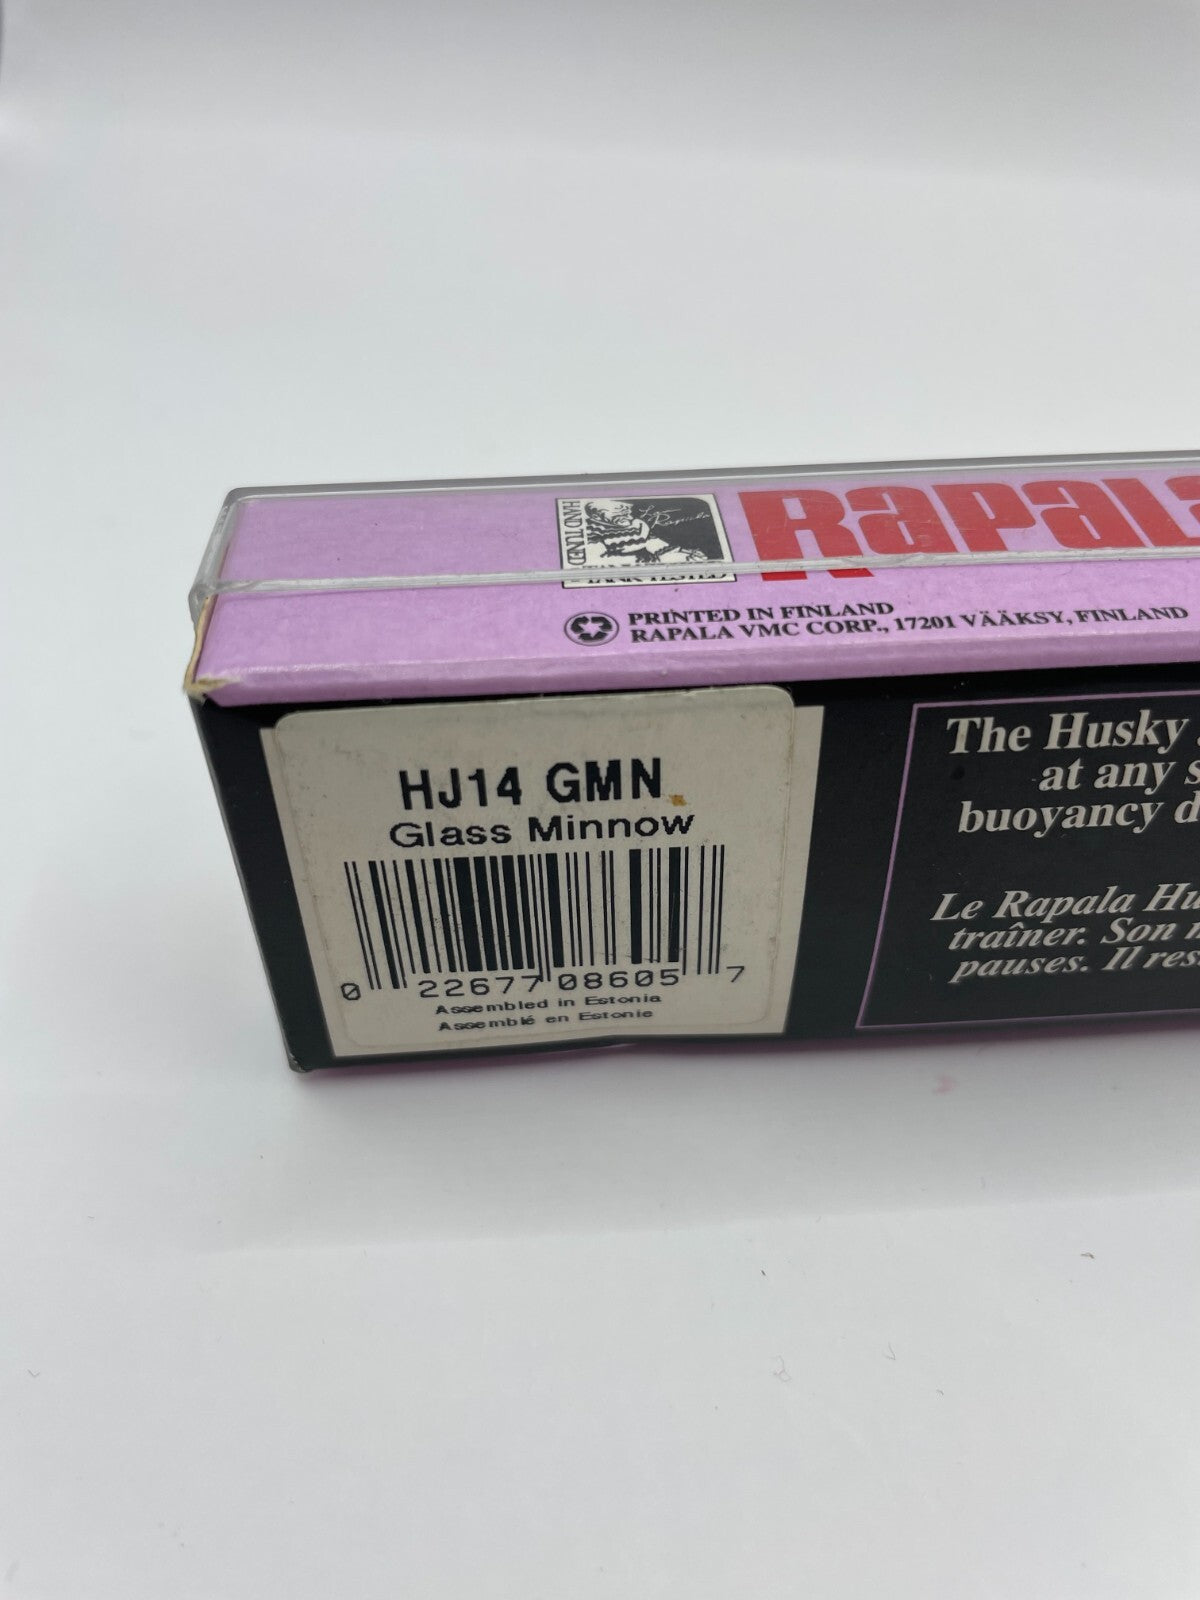 HAND TUNED
TANK TESTED
RAPALA
PRINTED IN FINLAND
RAPALA VMC CORP., 17201 VÄÄKSY, FINLAND
HJ14 GMN
Glass Minnow
0 22677 08605 7
Assembled in Estonia
Assemblé en Estonie
The Husky
at any
buoyancy
Le Rapala
traîner. Son
pauses. Il